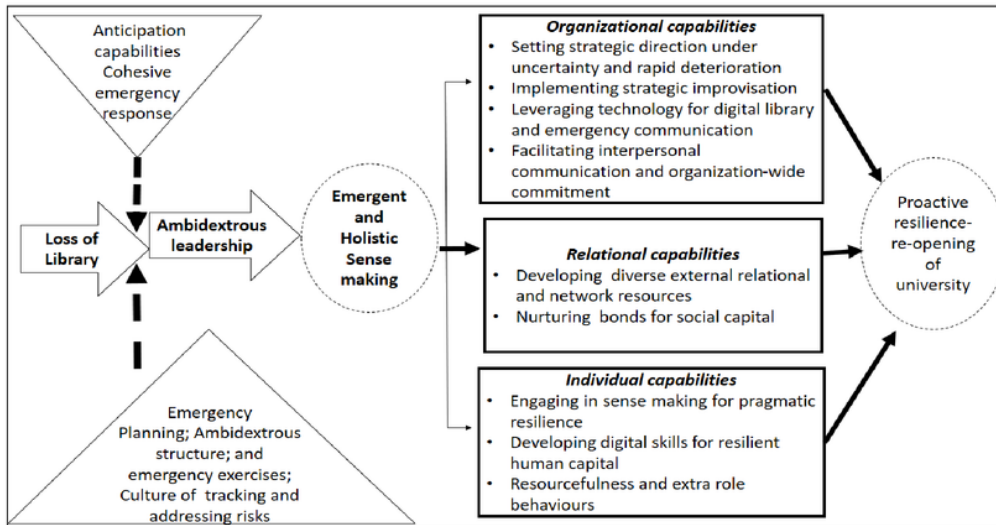 Anticipation
capabilities
Cohesive
emergency
response
Loss of
Library
Ambidextrous
leadership
Emergency
Planning; Ambidextrous
structure; and
emergency exercises;
Culture of tracking and
addressing risks
Emergent
and
Holistic
Sense
making
Organizational capabilities
• Setting strategic direction under
uncertainty and rapid deterioration
• Implementing strategic improvisation
• Leveraging technology for digital library
and emergency communication
• Facilitating interpersonal
communication and organization-wide
commitment
Relational capabilities
• Developing diverse external relational
and network resources
• Nurturing bonds for social capital
Individual capabilities
• Engaging in sense making for pragmatic
resilience
• Developing digital skills for resilient
human capital
• Resourcefulness and extra role
behaviours
Proactive
resilience-
re-opening
of
university